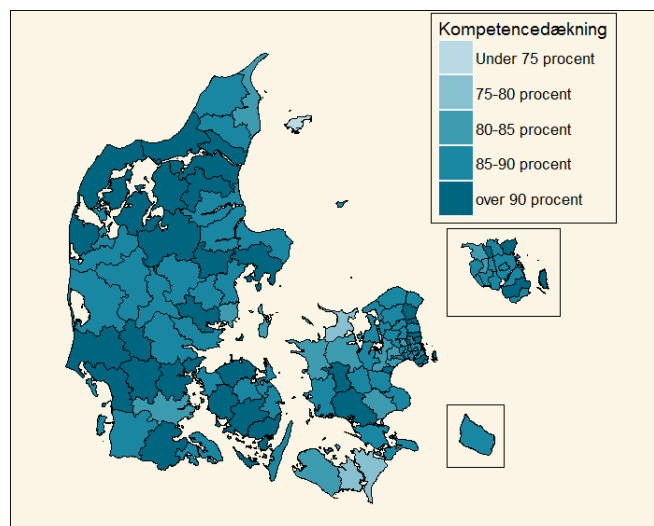 Kompetencedækning
Under 75 procent
75-80 procent
80-85 procent
85-90 procent
over 90 procent